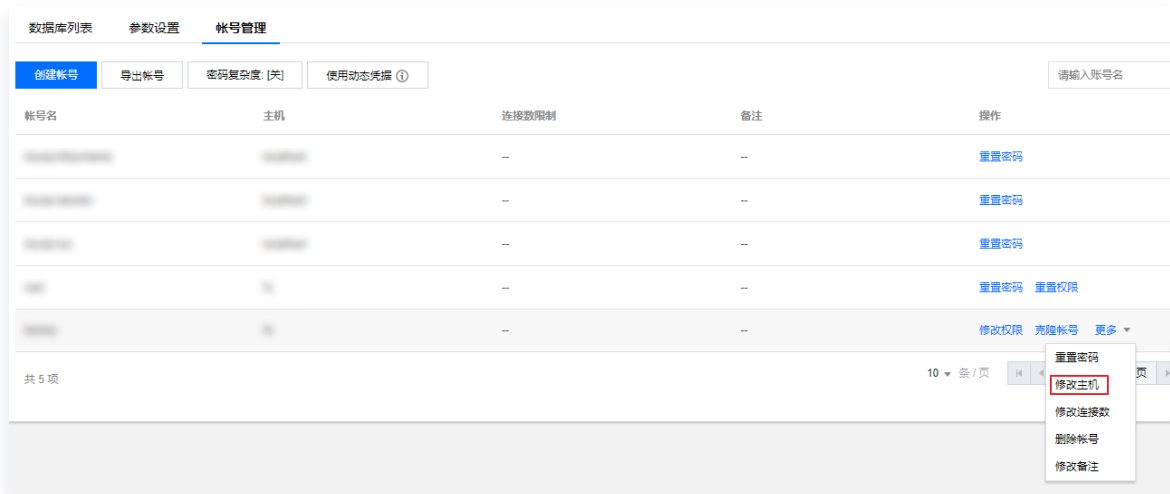 数据库列表 参数设置 帐号管理
创建帐号 导出帐号 密码复杂度: [关] 使用动态凭据 请输入账号名
帐号名 主机 连接数限制 备注 操作
-- -- 重置密码
-- -- 重置密码
-- -- 重置密码
-- -- 重置密码 重置权限
-- -- 修改权限 克隆帐号 更多
共 5 项 10 条 / 页 页
重置密码
修改主机
修改连接数
删除帐号
修改备注